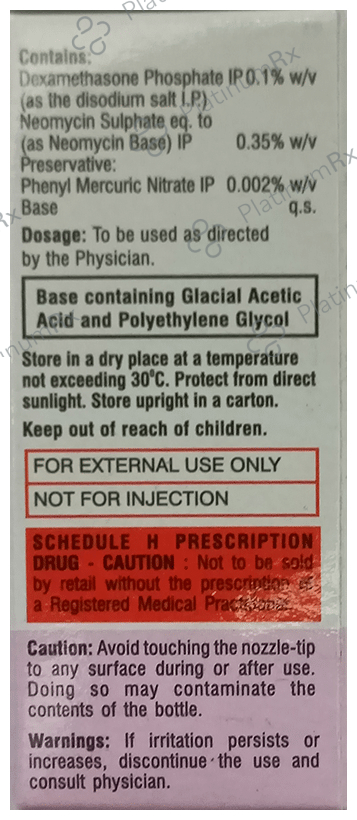 Contains:
Dexamethasone Phosphate IP 0.1% w/v
(as the disodium salt I.P.)
Neomycin Sulphate eq. to
(as Neomycin Base) IP 0.35% w/v
Preservative:
Phenyl Mercuric Nitrate IP 0.002% w/v
Base q.s.
Dosage: To be used as directed
by the Physician.
Base containing Glacial Acetic
Acid and Polyethylene Glycol
Store in a dry place at a temperature
not exceeding 30°C. Protect from direct
sunlight. Store upright in a carton.
Keep out of reach of children.
FOR EXTERNAL USE ONLY
NOT FOR INJECTION
SCHEDULE H PRESCRIPTION
DRUG - CAUTION : Not to be sold
by retail without the prescription of
a Registered Medical Practitioner.
Caution: Avoid touching the nozzle-tip
to any surface during or after use.
Doing so may contaminate the
contents of the bottle.
Warnings: If irritation persists or
increases, discontinue the use and
consult physician.
PlatinumRx